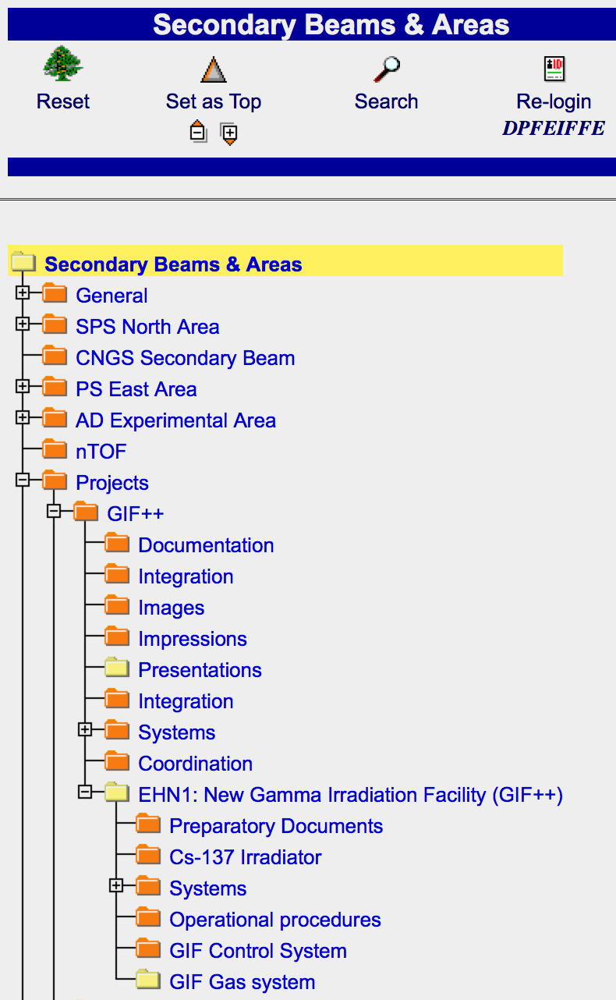 Secondary Beams & Areas
Reset Set as Top Search Re-login
DPFEIFFE
Secondary Beams & Areas
General
SPS North Area
CNGS Secondary Beam
PS East Area
AD Experimental Area
nTOF
Projects
GIF++
Documentation
Integration
Images
Impressions
Presentations
Integration
Systems
Coordination
EHN1: New Gamma Irradiation Facility (GIF++)
Preparatory Documents
Cs-137 Irradiator
Systems
Operational procedures
GIF Control System
GIF Gas system